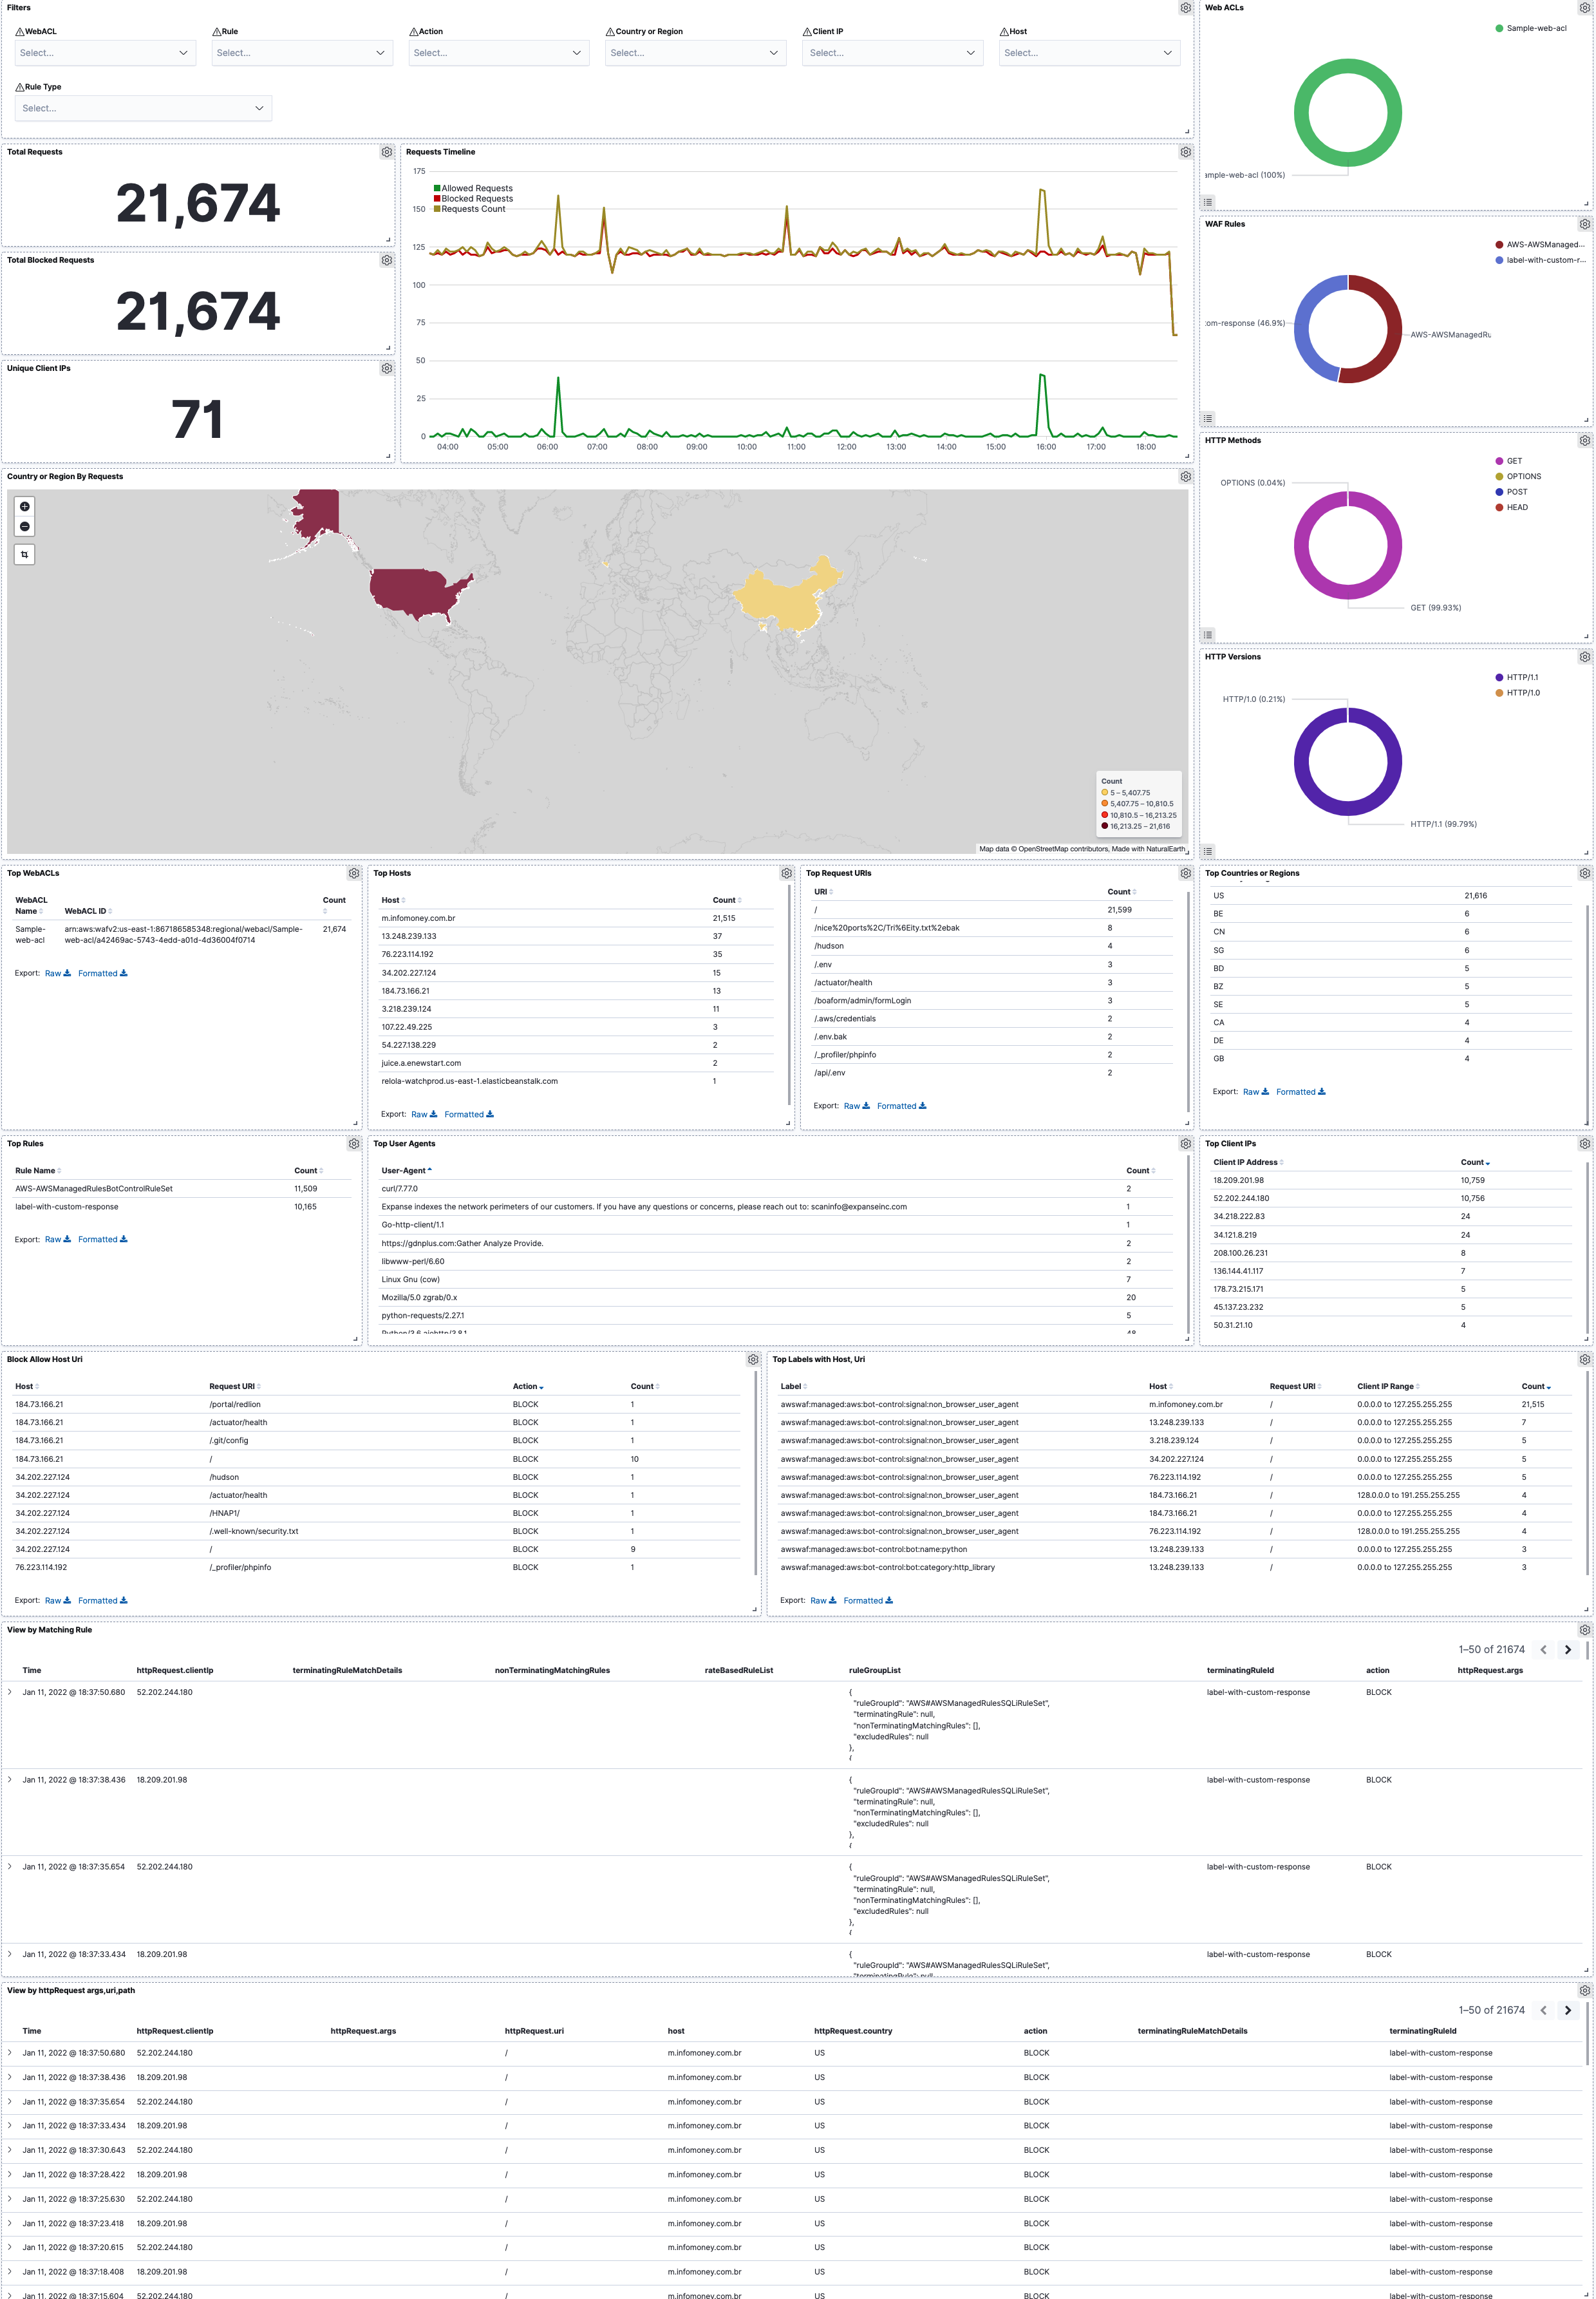 Filters
WebACL
Rule
Action
Country or Region
Client IP
Host
Select...
Select...
Select...
Select...
Select...
Select...
Rule Type
Select...
Web ACLs
Sample-web-acl
ample-web-acl (100%)
Total Requests
21,674
Total Blocked Requests
21,674
Unique Client IPs
71
Requests Timeline
Allowed Requests
Blocked Requests
Requests Count
175
150
125
100
75
50
25
0
04:00 05:00 06:00 07:00 08:00 09:00 10:00 11:00 12:00 13:00 14:00 15:00 16:00 17:00 18:00
WAF Rules
AWS-AWSManaged...
label-with-custom-r...
om-response (46.9%)
AWS-AWSManagedRu
HTTP Methods
GET
OPTIONS
POST
HEAD
OPTIONS (0.04%)
GET (99.93%)
HTTP Versions
HTTP/1.1
HTTP/1.0
HTTP/1.0 (0.21%)
HTTP/1.1 (99.79%)
Country or Region By Requests
Count
5 – 5,407.75
5,407.75 – 10,810.5
10,810.5 – 16,213.25
16,213.25 – 21,616
Map data © OpenStreetMap contributors, Made with NaturalEarth
Top WebACLs
WebACL Name WebACL ID Count
Sample-web-acl arn:aws:wafv2:us-east-1:867186585348:regional/webacl/Sample-web-acl/a42469ac-5743-4edd-a01d-4d36004f0714 21,674
Export: Raw Formatted
Top Hosts
Host Count
m.infomoney.com.br 21,515
13.248.239.133 37
76.223.114.192 35
34.202.227.124 15
184.73.166.21 13
3.218.239.124 11
107.22.49.225 3
54.227.138.229 2
juice.a.enewstart.com 2
relola-watchprod.us-east-1.elasticbeanstalk.com 1
Export: Raw Formatted
Top Request URIs
URI Count
/ 21,599
/nice%20ports%2C/Tri%6Eity.txt%2ebak 8
/hudson 4
/.env 3
/actuator/health 3
/boaform/admin/formLogin 3
/.aws/credentials 2
/.env.bak 2
/_profiler/phpinfo 2
/api/.env 2
Export: Raw Formatted
Top Countries or Regions
US 21,616
BE 6
CN 6
SG 6
BD 5
BZ 5
SE 5
CA 4
DE 4
GB 4
Export: Raw Formatted
Top Rules
Rule Name Count
AWS-AWSManagedRulesBotControlRuleSet 11,509
label-with-custom-response 10,165
Export: Raw Formatted
Top User Agents
User-Agent Count
curl/7.77.0 2
Expanse indexes the network perimeters of our customers. If you have any questions or concerns, please reach out to: scaninfo@expanseinc.com 1
Go-http-client/1.1 1
https://gdnplus.com:Gather Analyze Provide. 2
libwww-perl/6.60 2
Linux Gnu (cow) 7
Mozilla/5.0 zgrab/0.x 20
python-requests/2.27.1 5
Python/3.6 aiohttp/3.8.1 48
Top Client IPs
Client IP Address Count
18.209.201.98 10,759
52.202.244.180 10,756
34.218.222.83 24
34.121.8.219 24
208.100.26.231 8
136.144.41.117 7
178.73.215.171 5
45.137.23.232 5
50.31.21.10 4
Block Allow Host Uri
Host Request URI Action Count
184.73.166.21 /portal/redlion BLOCK 1
184.73.166.21 /actuator/health BLOCK 1
184.73.166.21 /.git/config BLOCK 1
184.73.166.21 / BLOCK 10
34.202.227.124 /hudson BLOCK 1
34.202.227.124 /actuator/health BLOCK 1
34.202.227.124 /HNAP1/ BLOCK 1
34.202.227.124 /.well-known/security.txt BLOCK 1
34.202.227.124 / BLOCK 9
76.223.114.192 /_profiler/phpinfo BLOCK 1
Export: Raw Formatted
Top Labels with Host, Uri
Label Host Request URI Client IP Range Count
awswaf:managed:aws:bot-control:signal:non_browser_user_agent m.infomoney.com.br / 0.0.0.0 to 127.255.255.255 21,515
awswaf:managed:aws:bot-control:signal:non_browser_user_agent 13.248.239.133 / 0.0.0.0 to 127.255.255.255 7
awswaf:managed:aws:bot-control:signal:non_browser_user_agent 3.218.239.124 / 0.0.0.0 to 127.255.255.255 5
awswaf:managed:aws:bot-control:signal:non_browser_user_agent 34.202.227.124 / 0.0.0.0 to 127.255.255.255 5
awswaf:managed:aws:bot-control:signal:non_browser_user_agent 76.223.114.192 / 0.0.0.0 to 127.255.255.255 5
awswaf:managed:aws:bot-control:signal:non_browser_user_agent 184.73.166.21 / 128.0.0.0 to 191.255.255.255 4
awswaf:managed:aws:bot-control:signal:non_browser_user_agent 184.73.166.21 / 0.0.0.0 to 127.255.255.255 4
awswaf:managed:aws:bot-control:signal:non_browser_user_agent 76.223.114.192 / 128.0.0.0 to 191.255.255.255 4
awswaf:managed:aws:bot-control:bot:name:python 13.248.239.133 / 0.0.0.0 to 127.255.255.255 3
awswaf:managed:aws:bot-control:bot:category:http_library 13.248.239.133 / 0.0.0.0 to 127.255.255.255 3
Export: Raw Formatted
View by Matching Rule
1–50 of 21674
Time httpRequest.clientIp terminatingRuleMatchDetails nonTerminatingMatchingRules rateBasedRuleList ruleGroupList terminatingRuleId action httpRequest.args
Jan 11, 2022 @ 18:37:50.680 52.202.244.180 { label-with-custom-response BLOCK
"ruleGroupId": "AWS#AWSManagedRulesSQLiRuleSet",
"terminatingRule": null,
"nonTerminatingMatchingRules": [],
"excludedRules": null
},
{
Jan 11, 2022 @ 18:37:38.436 18.209.201.98 { label-with-custom-response BLOCK
"ruleGroupId": "AWS#AWSManagedRulesSQLiRuleSet",
"terminatingRule": null,
"nonTerminatingMatchingRules": [],
"excludedRules": null
},
{
Jan 11, 2022 @ 18:37:35.654 52.202.244.180 { label-with-custom-response BLOCK
"ruleGroupId": "AWS#AWSManagedRulesSQLiRuleSet",
"terminatingRule": null,
"nonTerminatingMatchingRules": [],
"excludedRules": null
},
{
Jan 11, 2022 @ 18:37:33.434 18.209.201.98 { label-with-custom-response BLOCK
"ruleGroupId": "AWS#AWSManagedRulesSQLiRuleSet",
"terminatingRule": null,
View by httpRequest args,uri,path
1–50 of 21674
Time httpRequest.clientIp httpRequest.args httpRequest.uri host httpRequest.country action terminatingRuleMatchDetails terminatingRuleId
Jan 11, 2022 @ 18:37:50.680 52.202.244.180 / m.infomoney.com.br US BLOCK label-with-custom-response
Jan 11, 2022 @ 18:37:38.436 18.209.201.98 / m.infomoney.com.br US BLOCK label-with-custom-response
Jan 11, 2022 @ 18:37:35.654 52.202.244.180 / m.infomoney.com.br US BLOCK label-with-custom-response
Jan 11, 2022 @ 18:37:33.434 18.209.201.98 / m.infomoney.com.br US BLOCK label-with-custom-response
Jan 11, 2022 @ 18:37:30.643 52.202.244.180 / m.infomoney.com.br US BLOCK label-with-custom-response
Jan 11, 2022 @ 18:37:28.422 18.209.201.98 / m.infomoney.com.br US BLOCK label-with-custom-response
Jan 11, 2022 @ 18:37:25.630 52.202.244.180 / m.infomoney.com.br US BLOCK label-with-custom-response
Jan 11, 2022 @ 18:37:23.418 18.209.201.98 / m.infomoney.com.br US BLOCK label-with-custom-response
Jan 11, 2022 @ 18:37:20.615 52.202.244.180 / m.infomoney.com.br US BLOCK label-with-custom-response
Jan 11, 2022 @ 18:37:18.408 18.209.201.98 / m.infomoney.com.br US BLOCK label-with-custom-response
Jan 11, 2022 @ 18:37:15.604 52.202.244.180 / m.infomoney.com.br US BLOCK label-with-custom-response